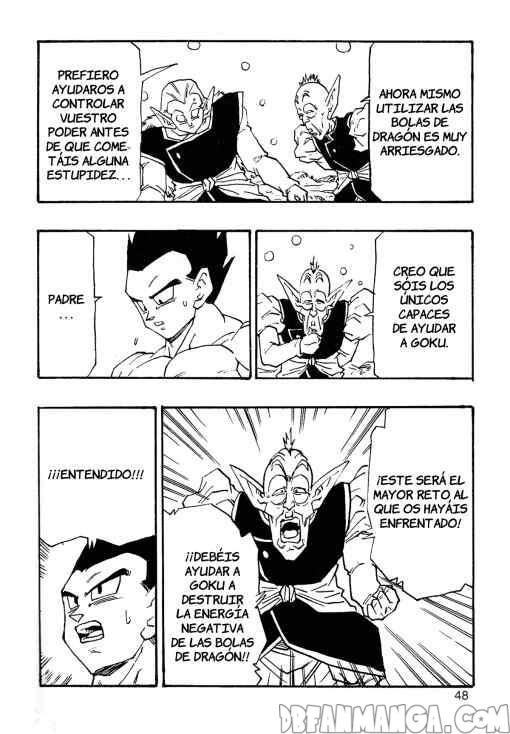 AHORA MISMO
UTILIZAR LAS
BOLAS DE
DRAGÓN ES MUY
ARRIESGADO.
PREFIERO
AYUDAROS A
CONTROLAR
VUESTRO
PODER ANTES
DE QUE COME-
TÁIS ALGUNA
ESTUPIDEZ...
CREO QUE
SÓIS LOS
ÚNICOS
CAPACES
DE AYUDAR
A GOKU.
PADRE
...
¡ESTE SERÁ EL
MAYOR RETO AL
QUE OS HAYÁIS
ENFRENTADO!
¡¡DEBÉIS
AYUDAR A
GOKU A
DESTRUIR
LA ENERGÍA
NEGATIVA
DE LAS BOLAS
DE DRAGÓN!!
¡¡¡ENTENDIDO!!!
48
DBFANMANGA.COM